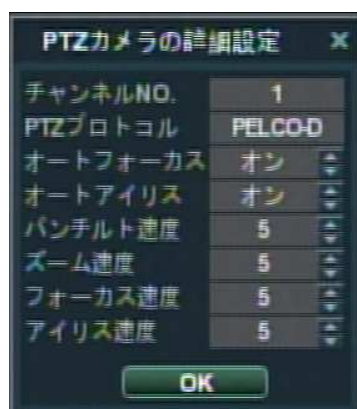 PTZカメラの詳細設定 ×
チャンネルNO. 1
PTZプロトコル PELCO-D
オートフォーカス オン
オートアイリス オン
パンチルト速度 5
ズーム速度 5
フォーカス速度 5
アイリス速度 5
OK